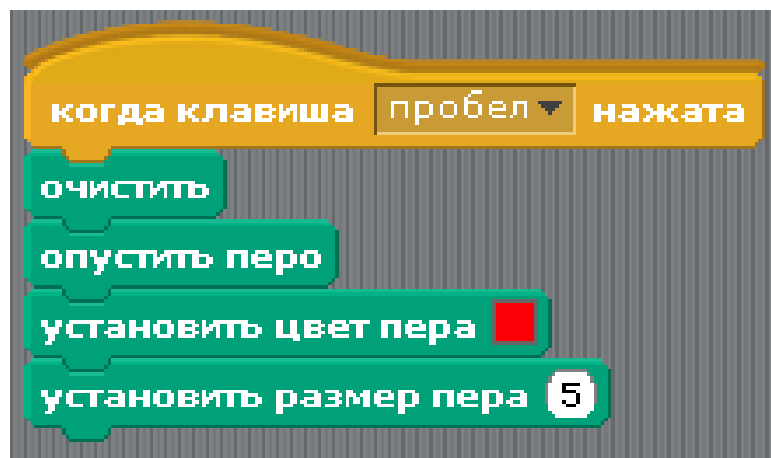 когда клавиша пробел нажата
очистить
опустить перо
установить цвет пера
установить размер пера 5